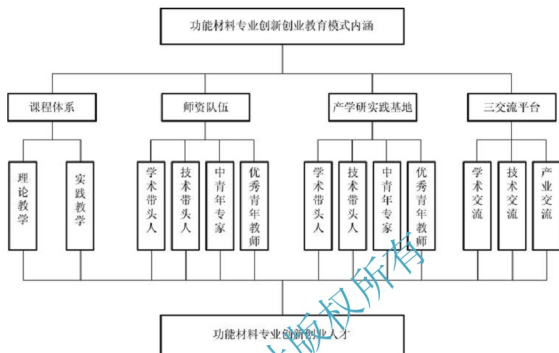 功能材料专业创新创业教育模式内涵
课程体系
师资队伍
产学研实践基地
三交流平台
理论教学
实践教学
学术带头人
技术带头人
中青年专家
优秀青年教师
学术带头人
技术带头人
中青年专家
优秀青年教师
学术交流
技术交流
产业交流
功能材料专业创新创业人才
版权所有